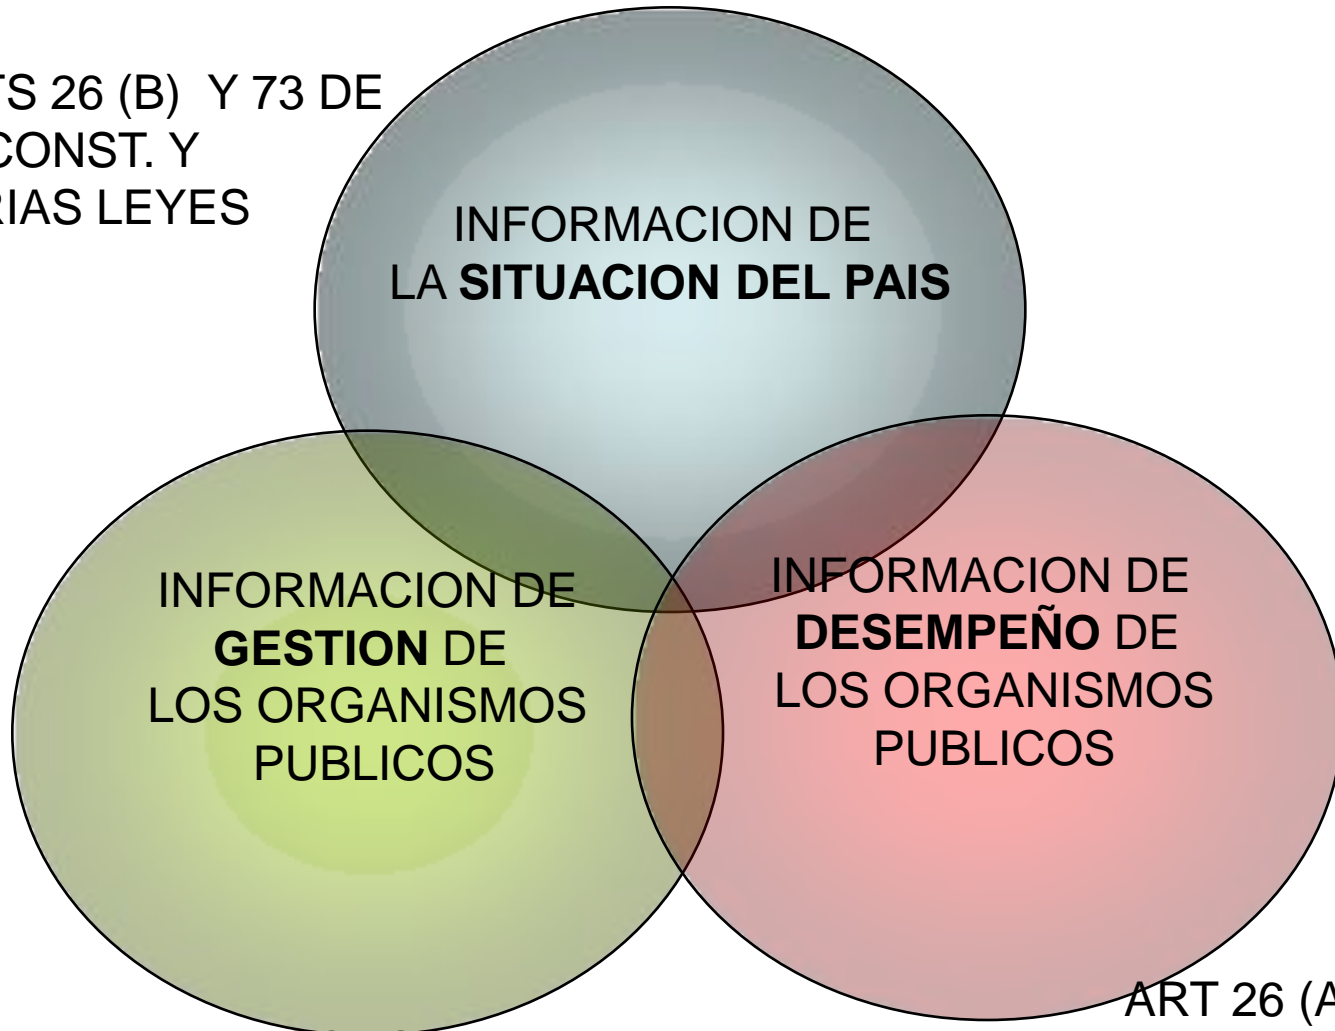 TS 26 (B) Y 73 DE
CONST. Y
RIAS LEYES
INFORMACION DE
LA SITUACION DEL PAIS
INFORMACION DE
GESTION DE
LOS ORGANISMOS
PUBLICOS
INFORMACION DE
DESEMPEÑO DE
LOS ORGANISMOS
PUBLICOS
ART 26 (A